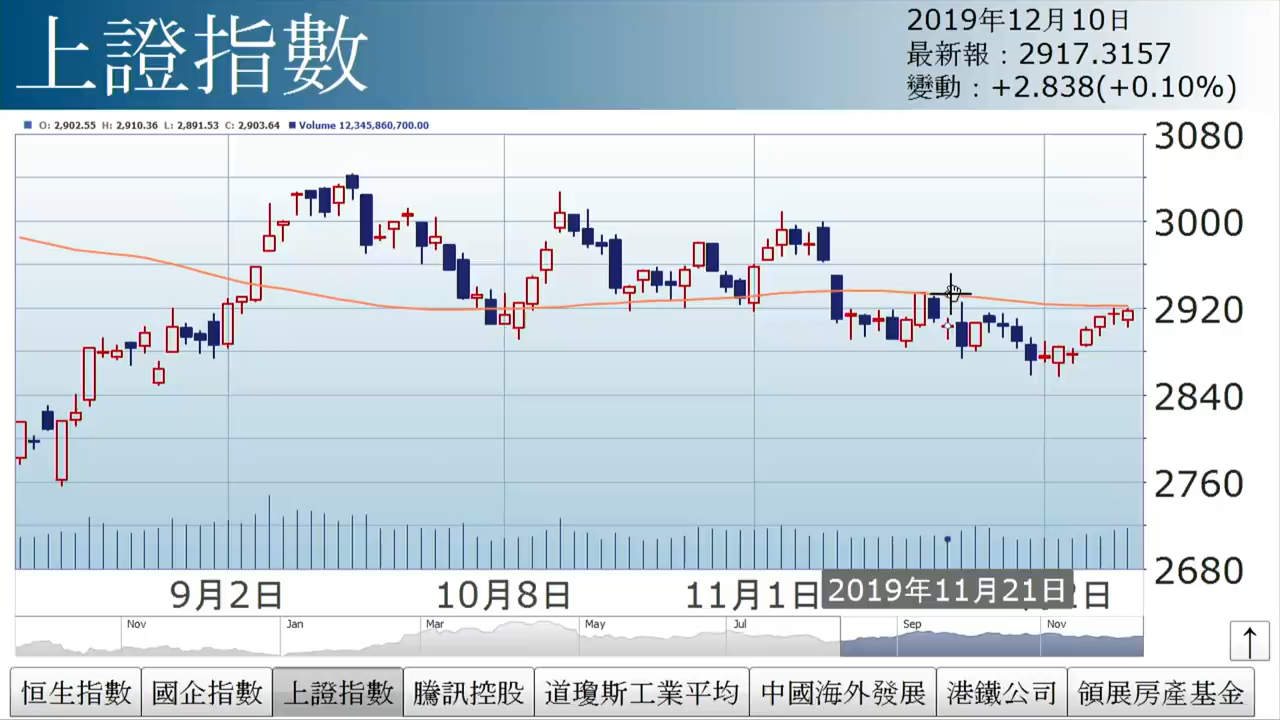 上證指數
2019年12月10日
最新報：2917.3157
變動：+2.838(+0.10%)
O: 2,902.55 H: 2,910.36 L: 2,891.53 C: 2,903.64 Volume 12,345,860,700.00
3080
3000
2920
2840
2760
2680
9月2日 10月8日 11月1日 2019年11月21日 2日
Nov Jan Mar May Jul Sep Nov
↑
恒生指數 國企指數 上證指數 騰訊控股 道瓊斯工業平均 中國海外發展 港鐵公司 領展房產基金